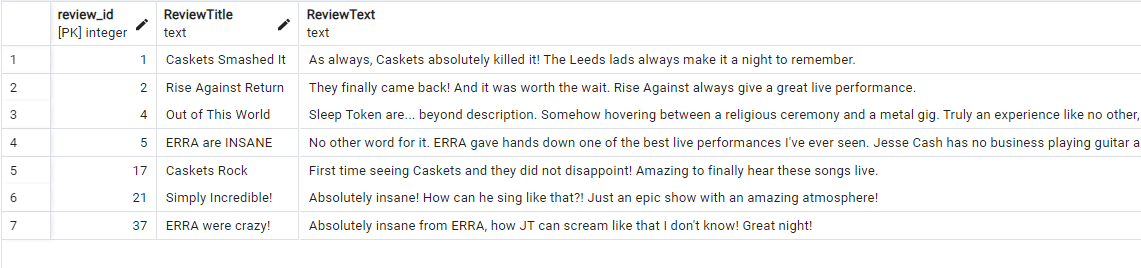 review_id ReviewTitle ReviewText
[PK] integer text text
1 1 Caskets Smashed It As always, Caskets absolutely killed it! The Leeds lads always make it a night to remember.
2 2 Rise Against Return They finally came back! And it was worth the wait. Rise Against always give a great live performance.
3 4 Out of This World Sleep Token are... beyond description. Somehow hovering between a religious ceremony and a metal gig. Truly an experience like no other,
4 5 ERRA are INSANE No other word for it. ERRA gave hands down one of the best live performances I've ever seen. Jesse Cash has no business playing guitar a
5 17 Caskets Rock First time seeing Caskets and they did not disappoint! Amazing to finally hear these songs live.
6 21 Simply Incredible! Absolutely insane! How can he sing like that?! Just an epic show with an amazing atmosphere!
7 37 ERRA were crazy! Absolutely insane from ERRA, how JT can scream like that I don't know! Great night!